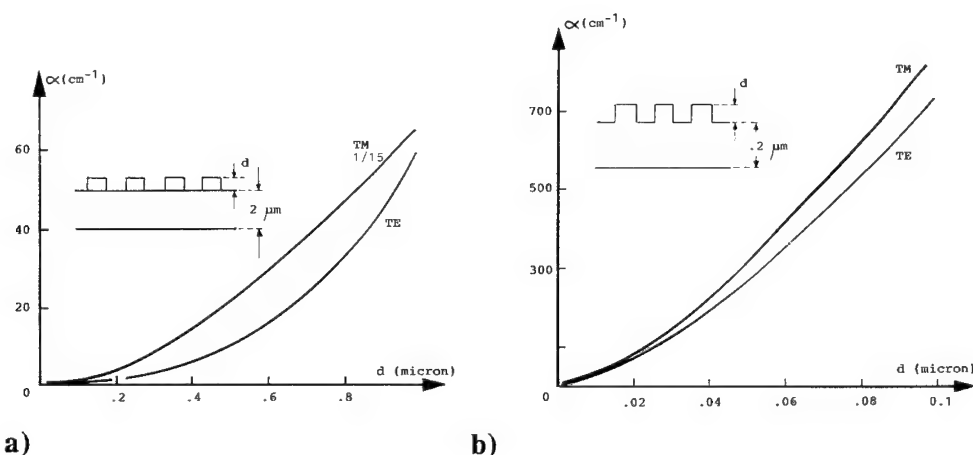 ∝(cm⁻¹)
60
40
20
0
.2
.4
.6
.8
d (micron)
TM
1/15
TE
d
2 µm
a)
∝(cm⁻¹)
700
500
300
0
.02
.04
.06
.08
0.1
d (micron)
TM
TE
d
.2 µm
b)